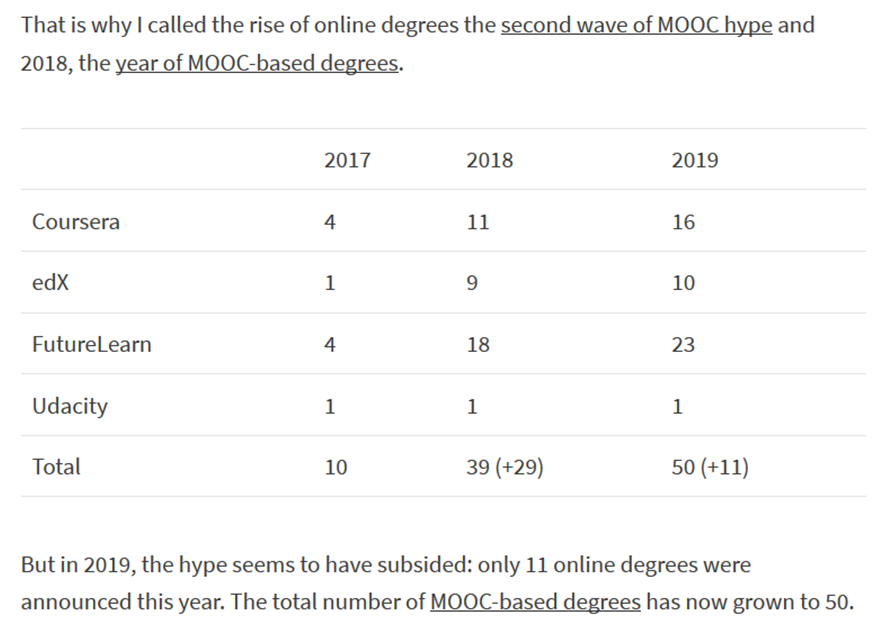 That is why I called the rise of online degrees the second wave of MOOC hype and
2018, the year of MOOC-based degrees.
2017 2018 2019
Coursera 4 11 16
edX 1 9 10
FutureLearn 4 18 23
Udacity 1 1 1
Total 10 39 (+29) 50 (+11)
But in 2019, the hype seems to have subsided: only 11 online degrees were
announced this year. The total number of MOOC-based degrees has now grown to 50.